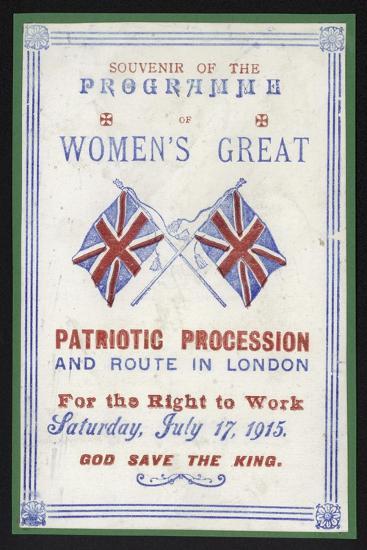 SOUVENIR OF THE
PROGRAMME
OF
WOMEN'S GREAT
PATRIOTIC PROCESSION
AND ROUTE IN LONDON
For the Right to Work
Saturday, July 17, 1915.
GOD SAVE THE KING.